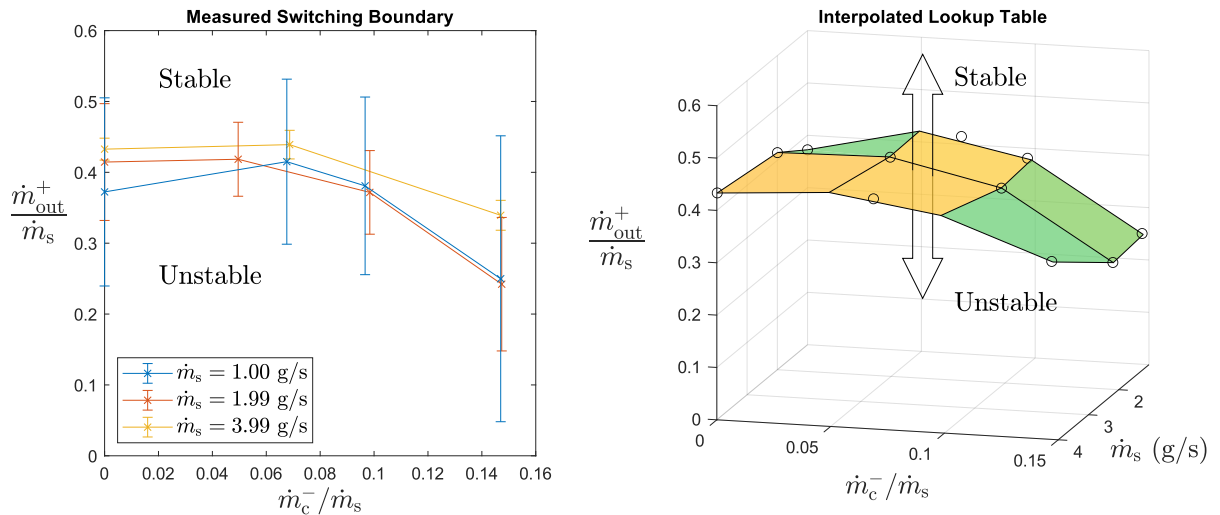 Measured Switching Boundary
0.6
0.5
0.4
0.3
0.2
0.1
0
ṁ⁺out
ṁs
Stable
Unstable
ṁs = 1.00 g/s
ṁs = 1.99 g/s
ṁs = 3.99 g/s
0 0.02 0.04 0.06 0.08 0.1 0.12 0.14 0.16
ṁc⁻/ṁs
Interpolated Lookup Table
0.6
0.5
0.4
0.3
0.2
0.1
0
ṁ⁺out
ṁs
Stable
Unstable
0 0.05 0.1 0.15
ṁc⁻/ṁs
2
3
4
ṁs (g/s)